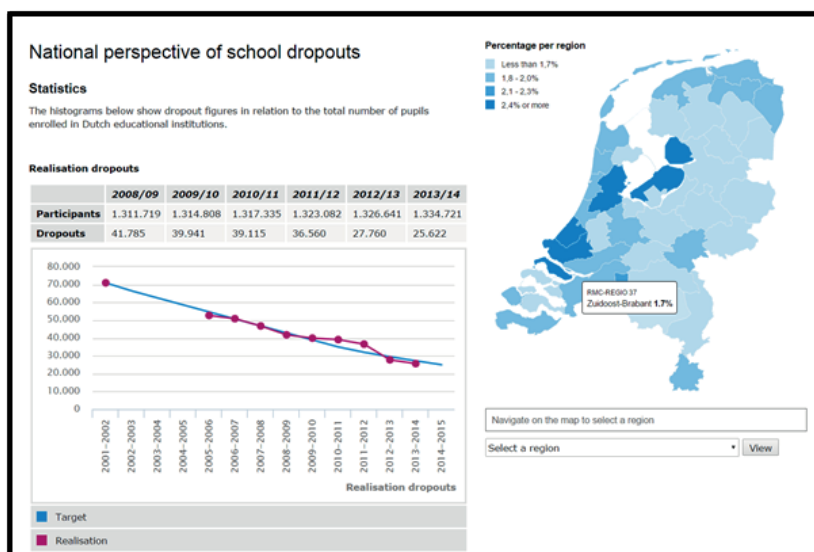 National perspective of school dropouts
Statistics
The histograms below show dropout figures in relation to the total number of pupils
enrolled in Dutch educational institutions.
Realisation dropouts
2008/09 2009/10 2010/11 2011/12 2012/13 2013/14
Participants 1.311.719 1.314.808 1.317.335 1.323.082 1.326.641 1.334.721
Dropouts 41.785 39.941 39.115 36.560 27.760 25.622
80.000
70.000
60.000
50.000
40.000
30.000
20.000
10.000
0
2001-2002
2002-2003
2003-2004
2004-2005
2005-2006
2006-2007
2007-2008
2008-2009
2009-2010
2010-2011
2011-2012
2012-2013
2013-2014
2014-2015
Realisation dropouts
Target
Realisation
Percentage per region
Less than 1,7%
1,8 - 2,0%
2,1 - 2,3%
2,4% or more
RMC-REGIO 37
Zuidoost-Brabant 1.7%
Navigate on the map to select a region
Select a region
View